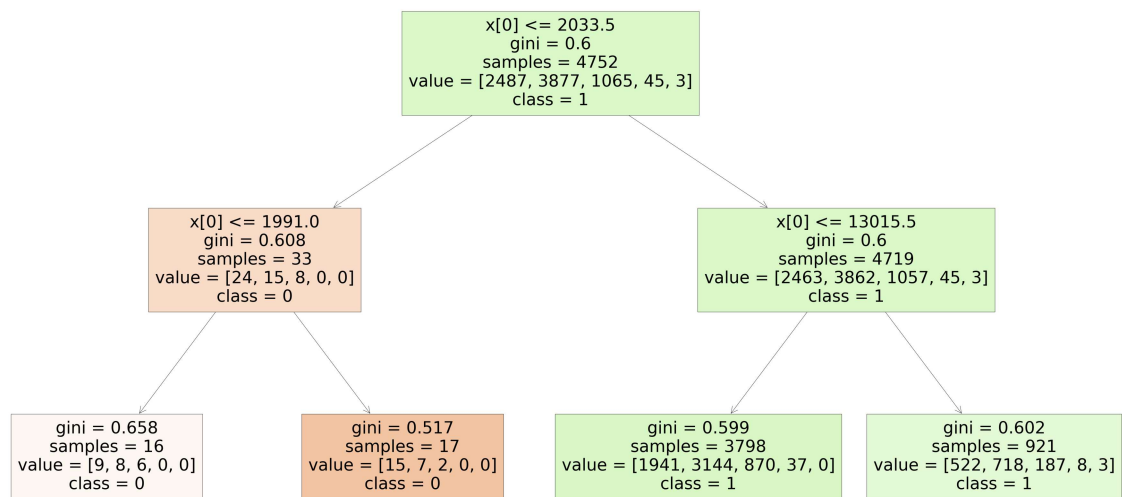 x[0] <= 2033.5
gini = 0.6
samples = 4752
value = [2487, 3877, 1065, 45, 3]
class = 1
x[0] <= 1991.0
gini = 0.608
samples = 33
value = [24, 15, 8, 0, 0]
class = 0
x[0] <= 13015.5
gini = 0.6
samples = 4719
value = [2463, 3862, 1057, 45, 3]
class = 1
gini = 0.658
samples = 16
value = [9, 8, 6, 0, 0]
class = 0
gini = 0.517
samples = 17
value = [15, 7, 2, 0, 0]
class = 0
gini = 0.599
samples = 3798
value = [1941, 3144, 870, 37, 0]
class = 1
gini = 0.602
samples = 921
value = [522, 718, 187, 8, 3]
class = 1